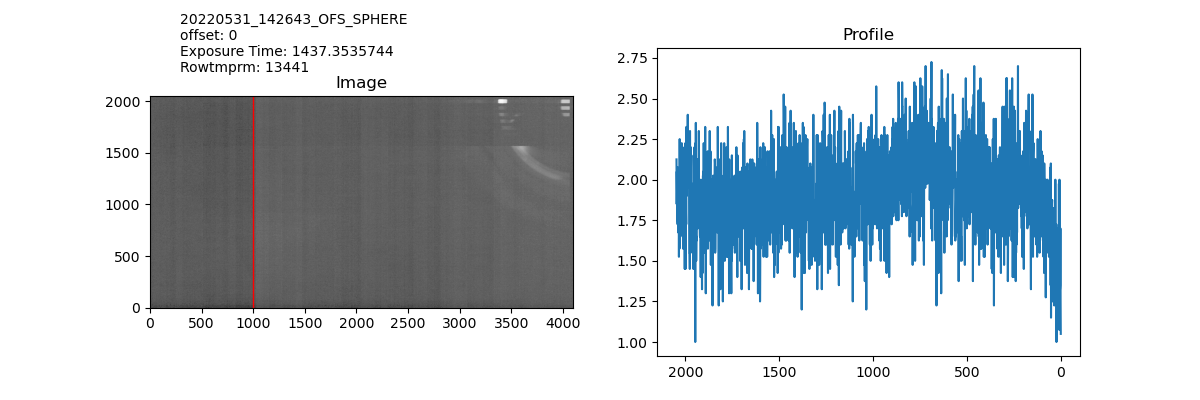 20220531_142643_OFS_SPHERE
offset: 0
Exposure Time: 1437.3535744
Rowtmprm: 13441
Image
2000
1500
1000
500
0
0 500 1000 1500 2000 2500 3000 3500 4000
Profile
2.75
2.50
2.25
2.00
1.75
1.50
1.25
1.00
2000 1500 1000 500 0